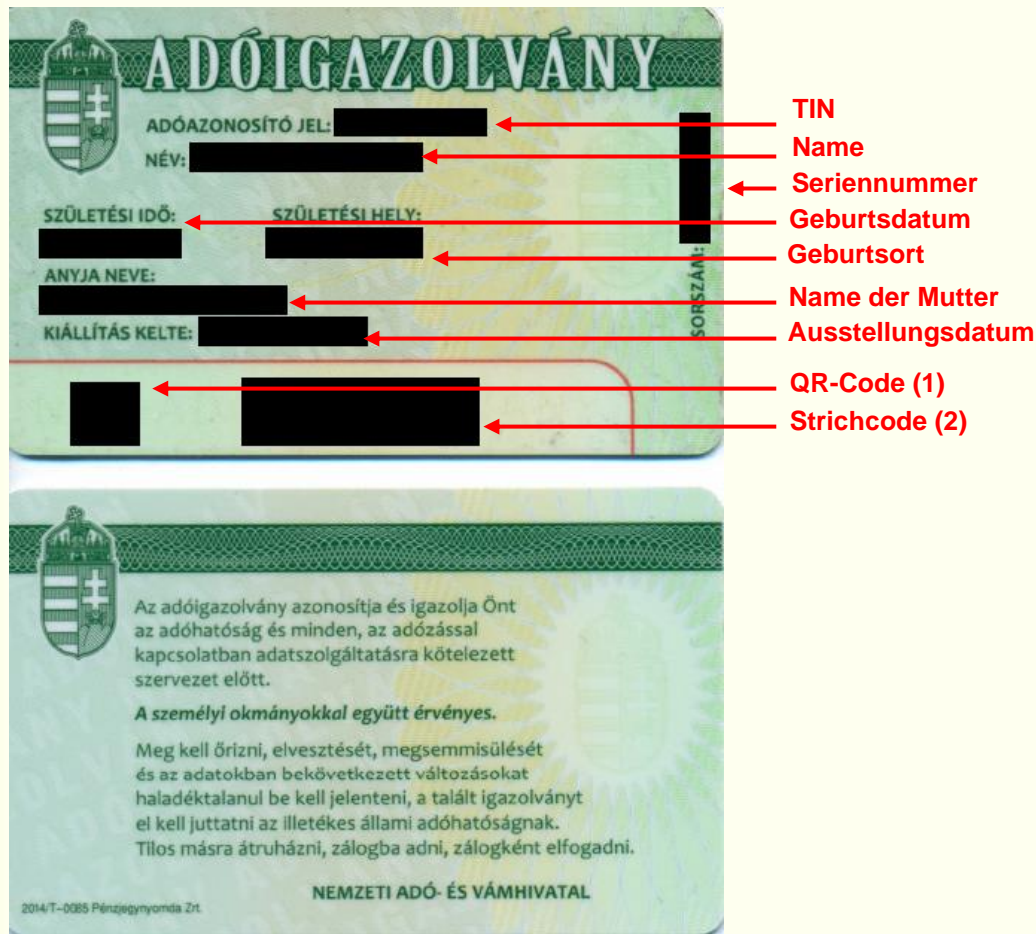 ADÓIGAZOLVÁNY
ADÓAZONOSÍTÓ JEL:
TIN
NÉV:
Name
Seriennummer
SZÜLETÉSI IDŐ:
SZÜLETÉSI HELY:
Geburtsdatum
Geburtsort
ANYJA NEVE:
Name der Mutter
SORSZÁM:
KIÁLLÍTÁS KELTE:
Ausstellungsdatum
QR-Code (1)
Strichcode (2)
Az adóigazolvány azonosítja és igazolja Önt
az adóhatóság és minden, az adózással
kapcsolatban adatszolgáltatásra kötelezett
szervezet előtt.
A személyi okmányokkal együtt érvényes.
Meg kell őrizni, elvesztését, megsemmisülését
és az adatokban bekövetkezett változásokat
haladéktalanul be kell jelenteni, a talált igazolványt
el kell juttatni az illetékes állami adóhatóságnak.
Tilos másra átruházni, zálogba adni, zálogként elfogadni.
NEMZETI ADÓ- ÉS VÁMHIVATAL
2014/T-0085 Pénzjegynyomda Zrt.